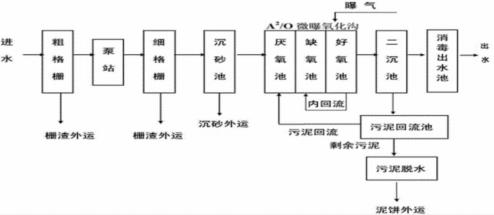 曝 气
A²/O 微曝氧化沟
进水
粗格栅
泵站
细格栅
沉砂池
厌氧池
缺氧池
好氧池
二沉池
消毒出水池
出水
内回流
沉砂外运
污泥回流
污泥回流池
栅渣外运
栅渣外运
剩余污泥
污泥脱水
泥饼外运